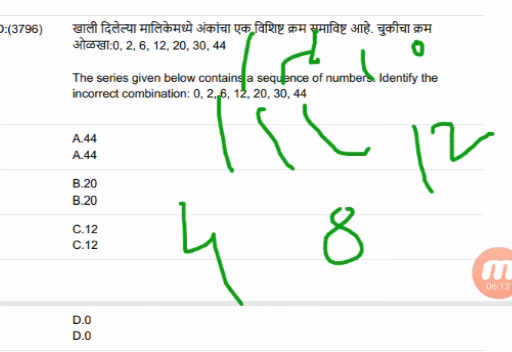 D:(3796)
खाली दिलेल्या मालिकेमध्ये अंकांचा एक विशिष्ट क्रम समाविष्ट आहे. चुकीचा क्रम
ओळखा:0, 2, 6, 12, 20, 30, 44
The series given below contains a sequence of numbers. Identify the
incorrect combination: 0, 2, 6, 12, 20, 30, 44
A.44
A.44
B.20
B.20
C.12
C.12
4 8
12
m
06:13
D.0
D.0